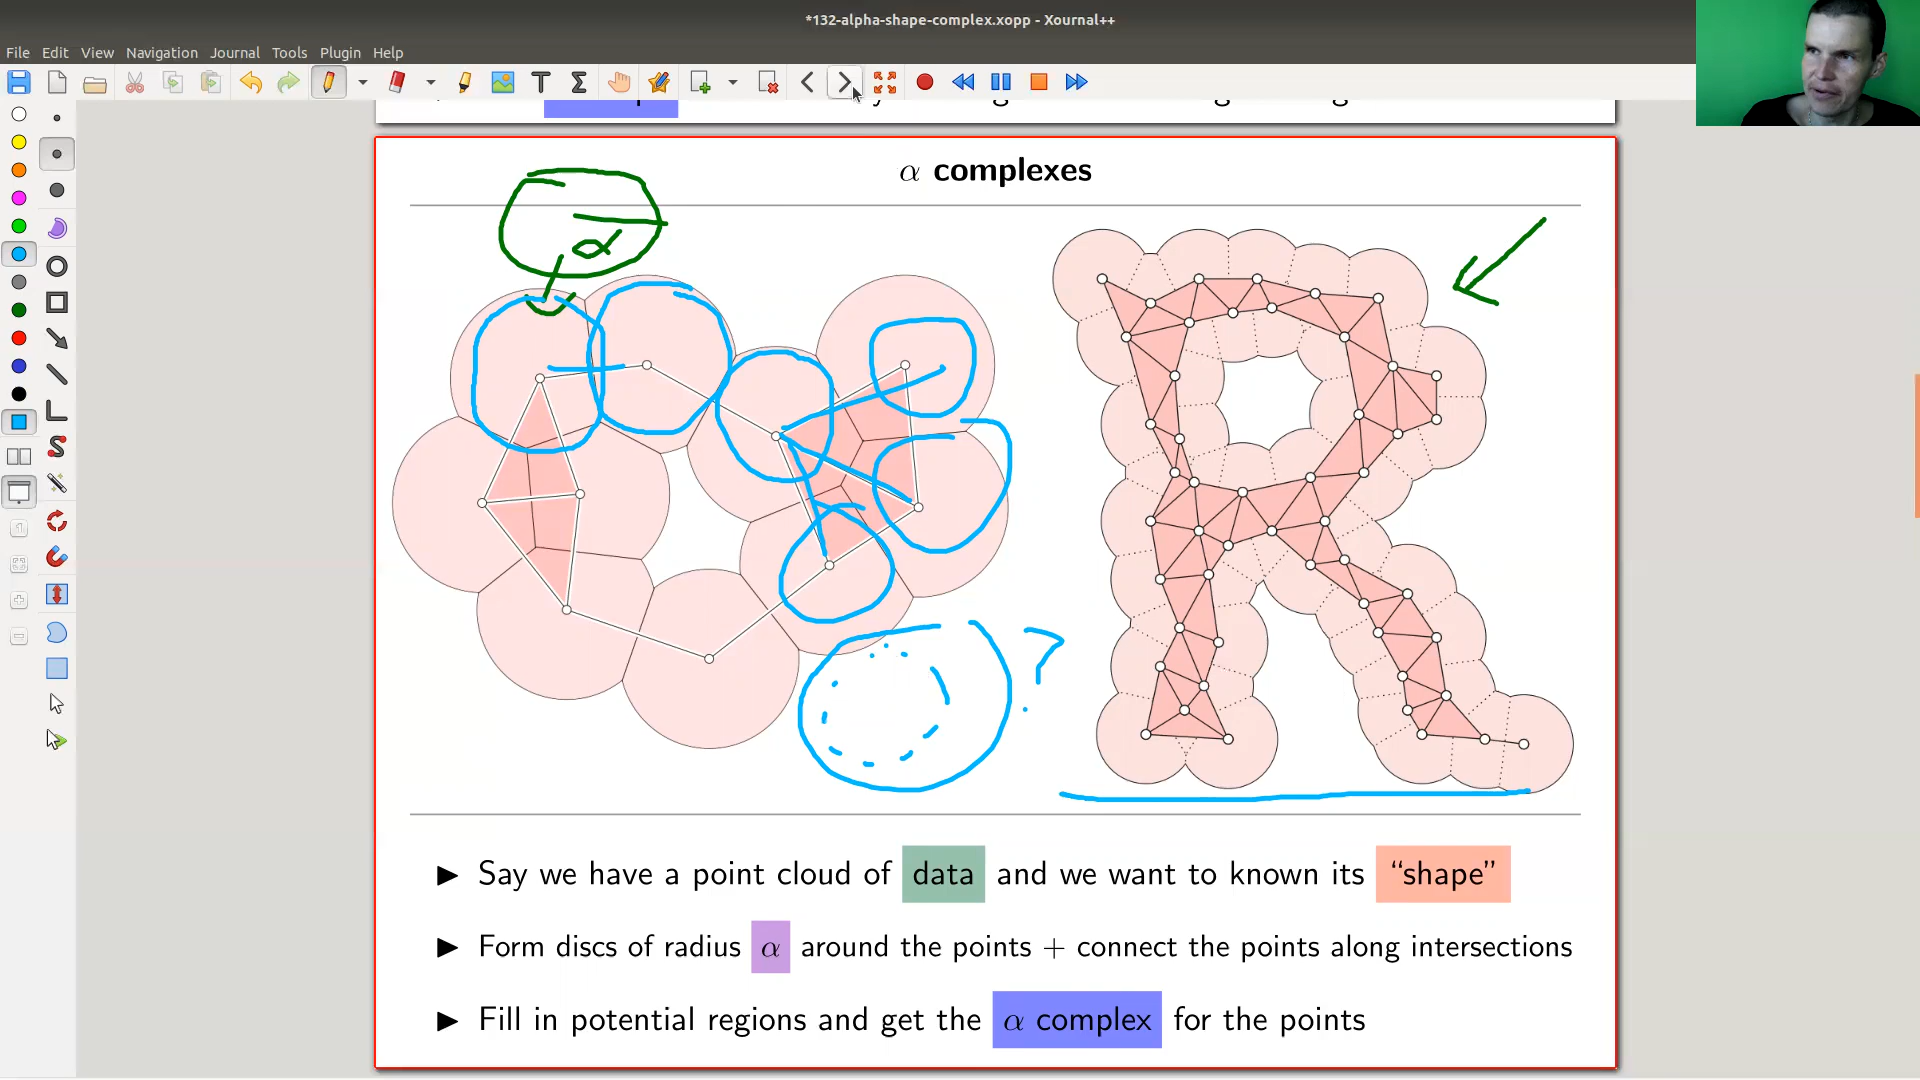 *132-alpha-shape-complex.xopp - Xournal++
File Edit View Navigation Journal Tools Plugin Help
α complexes
α
?
▶ Say we have a point cloud of data and we want to known its “shape”
▶ Form discs of radius α around the points + connect the points along intersections
▶ Fill in potential regions and get the α complex for the points